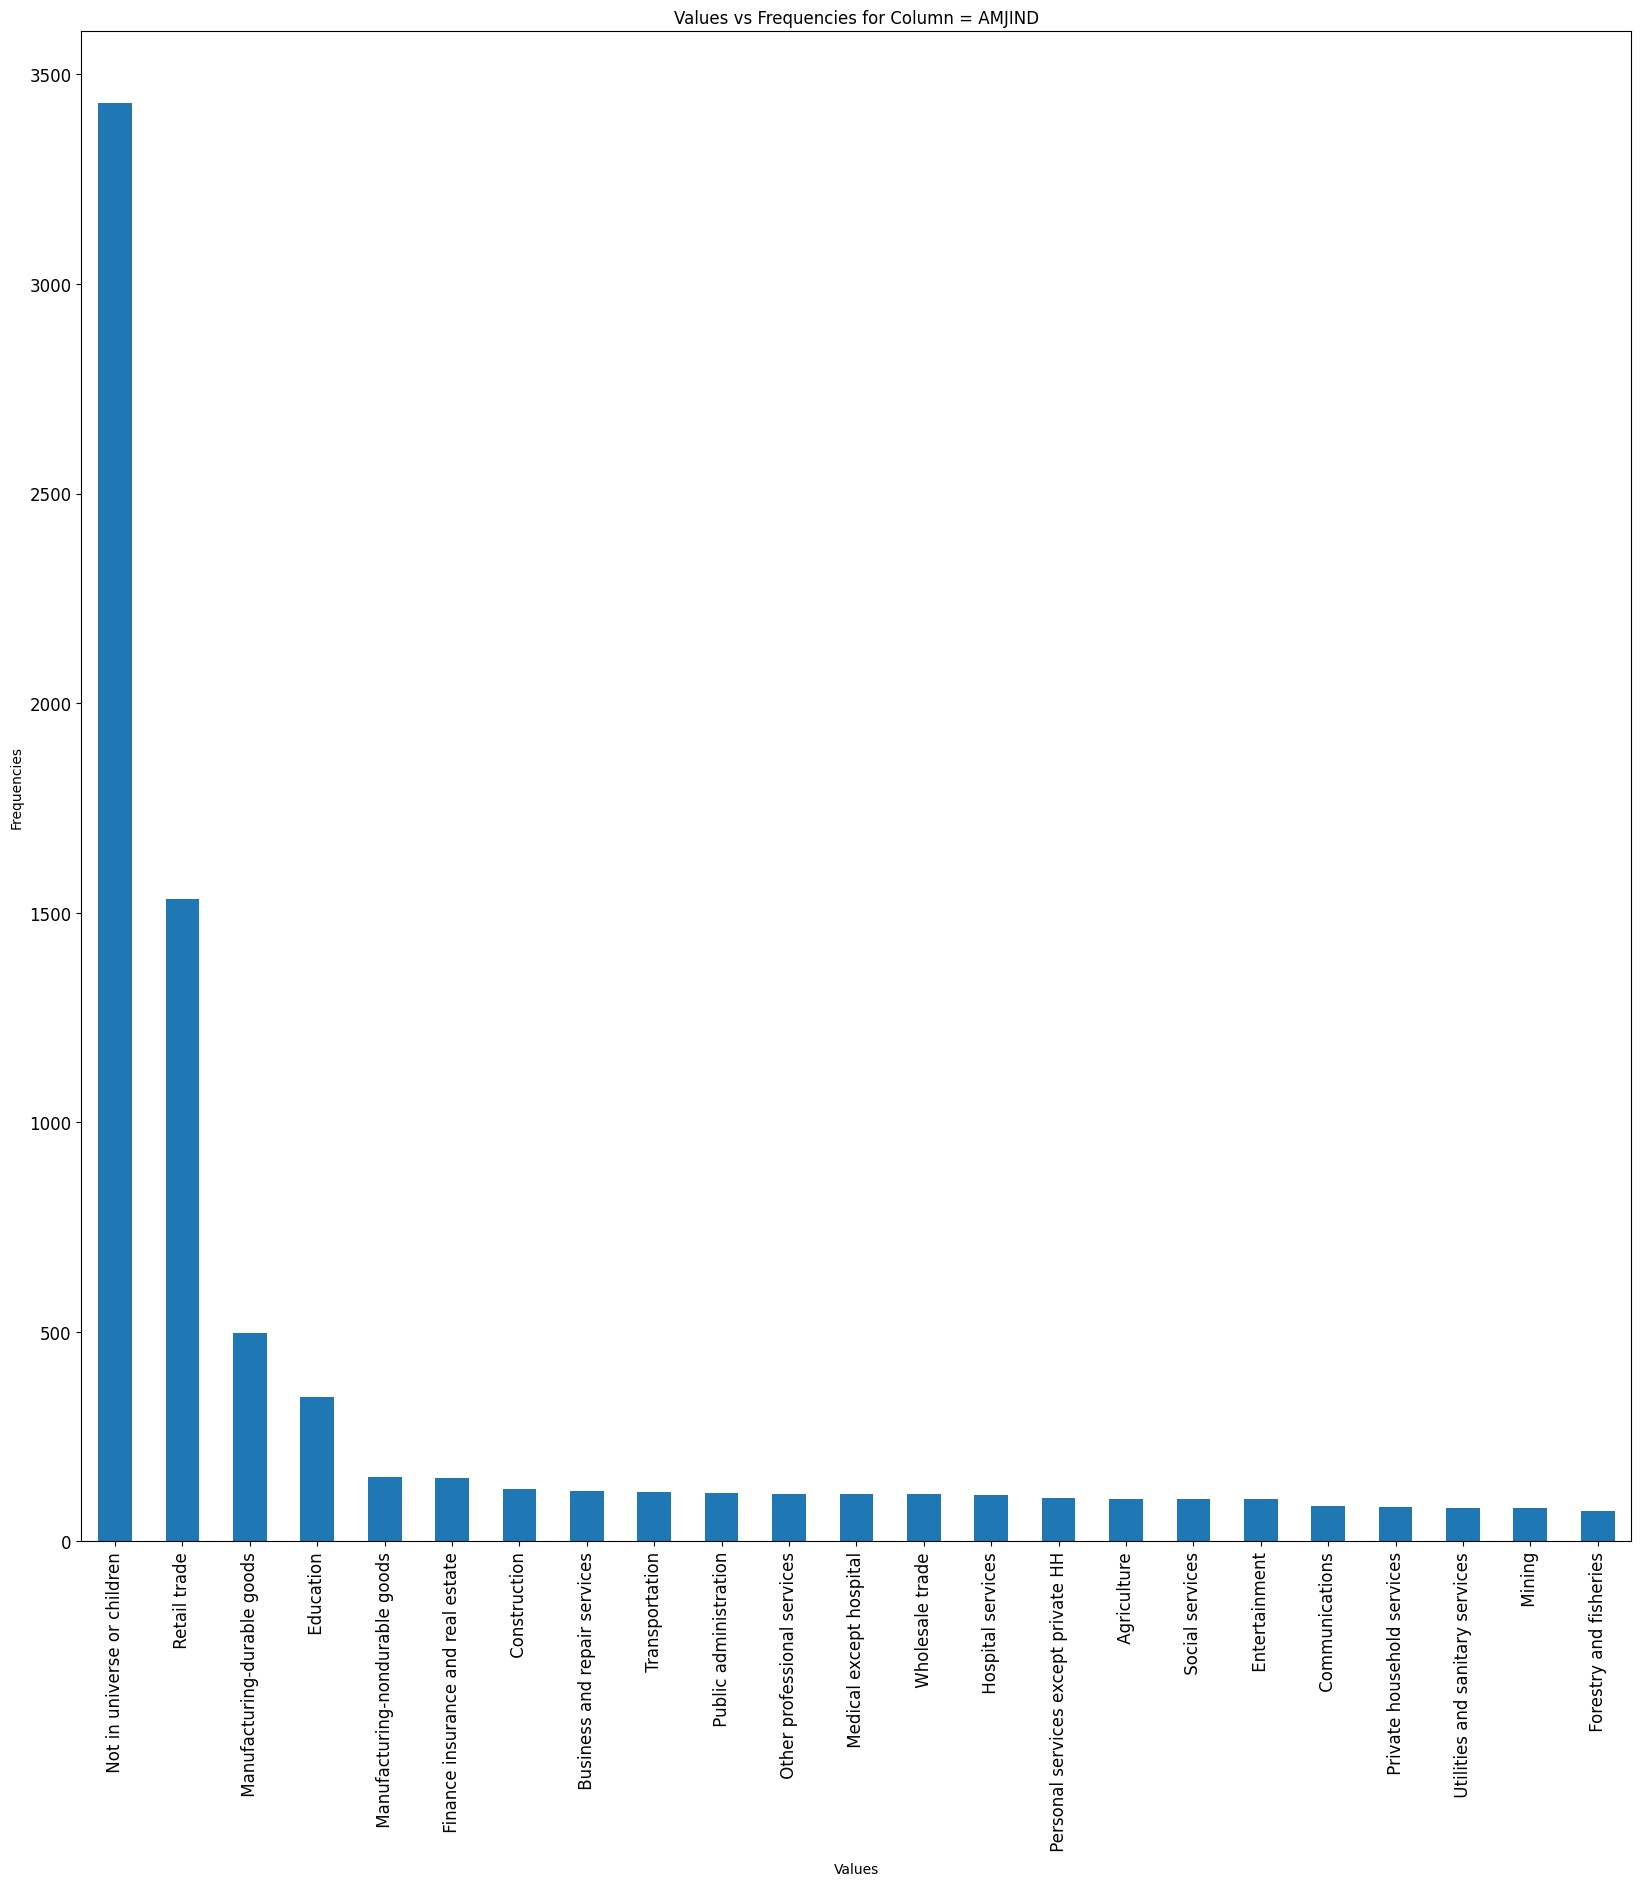 Values vs Frequencies for Column = AMJIND
3500
3000
2500
2000
1500
1000
500
0
Frequencies
Not in universe or children
Retail trade
Manufacturing-durable goods
Education
Manufacturing-nondurable goods
Finance insurance and real estate
Construction
Business and repair services
Transportation
Public administration
Other professional services
Medical except hospital
Wholesale trade
Hospital services
Personal services except private HH
Agriculture
Social services
Entertainment
Communications
Private household services
Utilities and sanitary services
Mining
Forestry and fisheries
Values